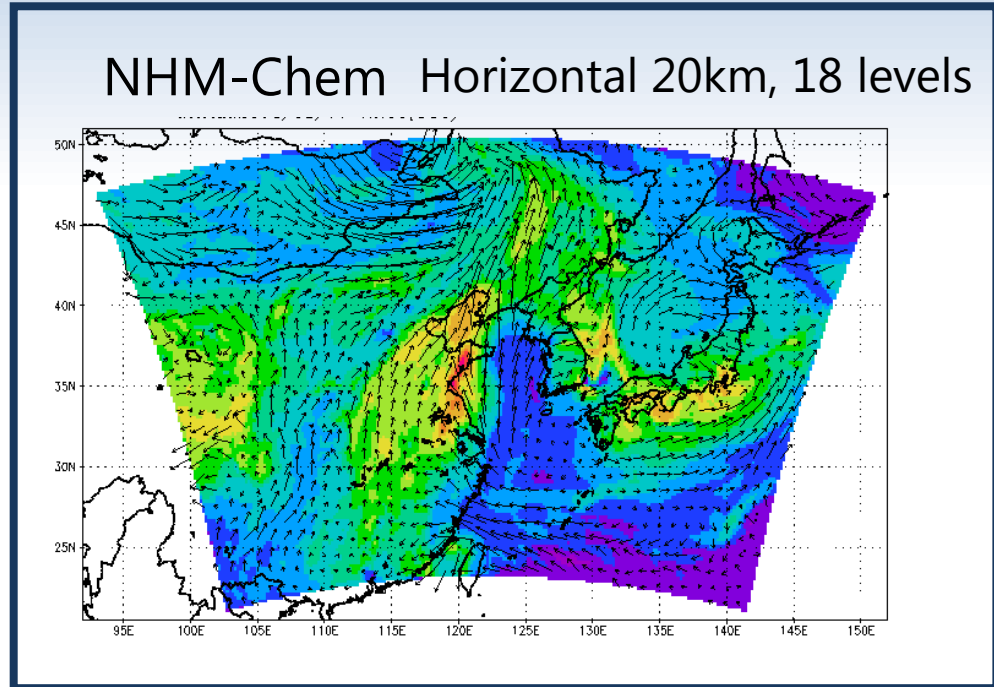 NHM-Chem Horizontal 20km, 18 levels
50N
45N
40N
35N
30N
25N
95E 100E 105E 110E 115E 120E 125E 130E 135E 140E 145E 150E